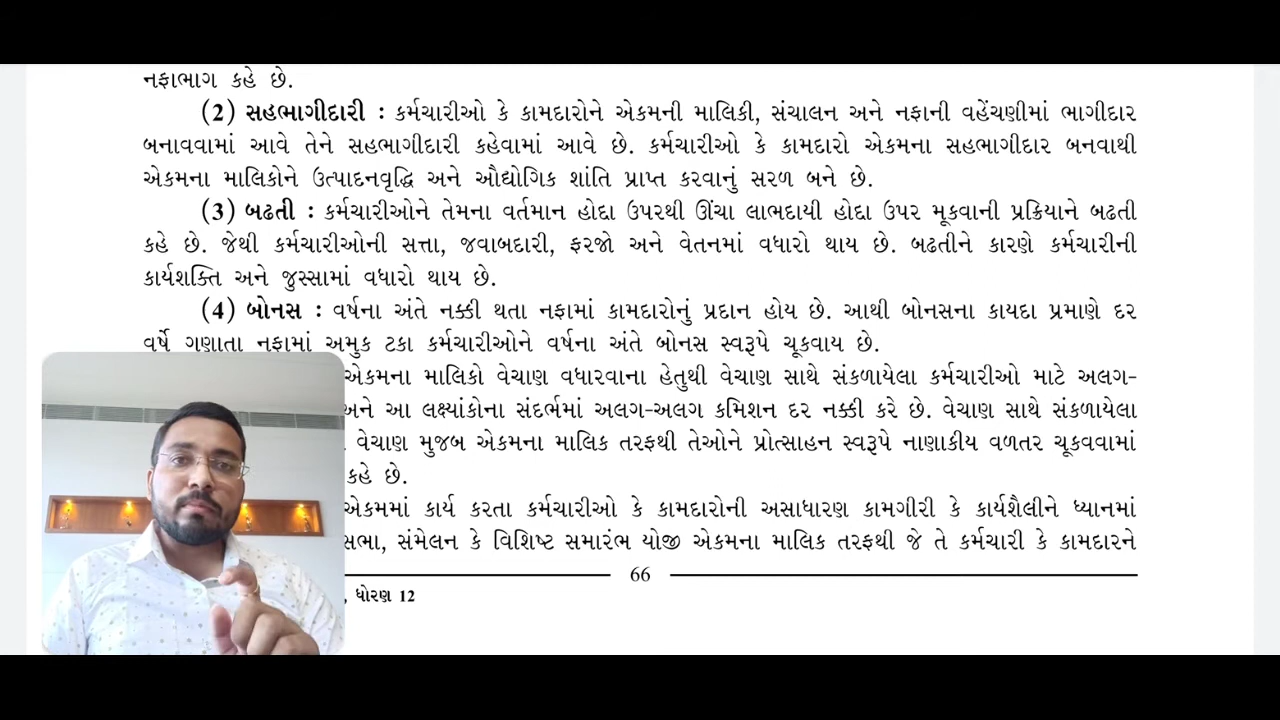 નફાભાગ કહે છે.
(2) સહભાગીદારી : કર્મચારીઓ કે કામદારોને એકમની માલિકી, સંચાલન અને નફાની વહેંચણીમાં ભાગીદાર
બનાવવામાં આવે તેને સહભાગીદારી કહેવામાં આવે છે. કર્મચારીઓ કે કામદારો એકમના સહભાગીદાર બનવાથી
એકમના માલિકોને ઉત્પાદનવૃદ્ધિ અને ઔદ્યોગિક શાંતિ પ્રાપ્ત કરવાનું સરળ બને છે.
(3) બઢતી : કર્મચારીઓને તેમના વર્તમાન હોદા ઉપરથી ઊંચા લાભદાયી હોદા ઉપર મૂકવાની પ્રક્રિયાને બઢતી
કહે છે. જેથી કર્મચારીઓની સત્તા, જવાબદારી, ફરજો અને વેતનમાં વધારો થાય છે. બઢતીને કારણે કર્મચારીની
કાર્યશક્તિ અને જુસ્સામાં વધારો થાય છે.
(4) બોનસ : વર્ષના અંતે નક્કી થતા નફામાં કામદારોનું પ્રદાન હોય છે. આથી બોનસના કાયદા પ્રમાણે દર
વર્ષે ગણાતા નફામાં અમુક ટકા કર્મચારીઓને વર્ષના અંતે બોનસ સ્વરૂપે ચૂકવાય છે.
એકમના માલિકો વેચાણ વધારવાના હેતુથી વેચાણ સાથે સંકળાયેલા કર્મચારીઓ માટે અલગ-
અને આ લક્ષ્યાંકોના સંદર્ભમાં અલગ-અલગ કમિશન દર નક્કી કરે છે. વેચાણ સાથે સંકળાયેલા
વેચાણ મુજબ એકમના માલિક તરફથી તેઓને પ્રોત્સાહન સ્વરૂપે નાણાકીય વળતર ચૂકવવામાં
કહે છે.
એકમમાં કાર્ય કરતા કર્મચારીઓ કે કામદારોની અસાધારણ કામગીરી કે કાર્યશૈલીને ધ્યાનમાં
સભા, સંમેલન કે વિશિષ્ટ સમારંભ યોજી એકમના માલિક તરફથી જે તે કર્મચારી કે કામદારને
66
, ધોરણ 12